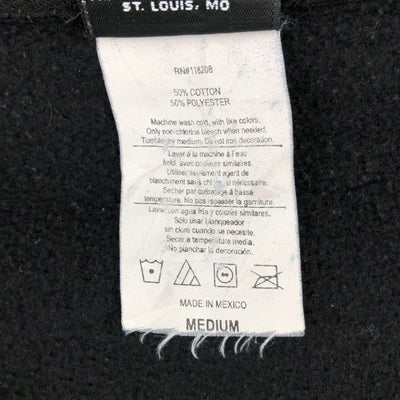 ST. LOUIS, MO
RN#118208
50% COTTON
50% POLYESTER
Machine wash cold, with like colors.
Only non-chlorine bleach when needed.
Tumble dry medium. Do not iron decoration.
Laver à la machine à l'eau
froid, avec couleurs similaires.
Utiliser seulement agent de
blanchiment sans chlore si nécessaire.
Sécher par culbutage à basse
température. Ne pas repasser la garniture.
Lavar con agua fría y colores similares.
Sólo usar blanqueador
sin cloro cuando se necesite.
Secar a temperatura media.
No planchar la decoración.
MADE IN MEXICO
MEDIUM